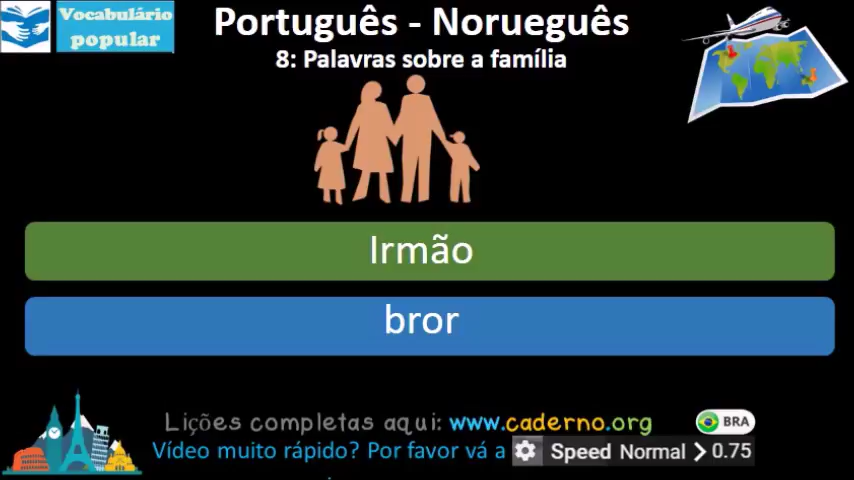 Vocabulário
popular
Português - Norueguês
8: Palavras sobre a família
Irmão
bror
Lições completas aqui: www.caderno.org
BRA
Vídeo muito rápido? Por favor vá a Speed Normal > 0.75